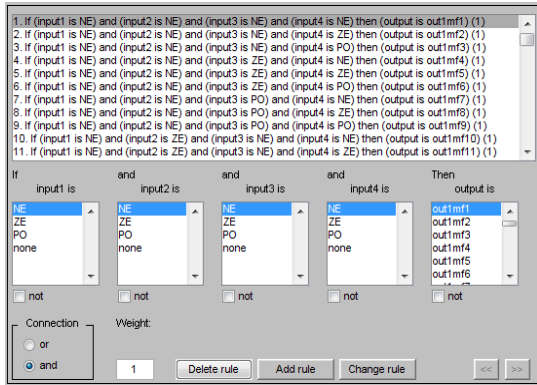 1. If (input1 is NE) and (input2 is NE) and (input3 is NE) and (input4 is NE) then (output is out1mf1) (1)
2. If (input1 is NE) and (input2 is NE) and (input3 is NE) and (input4 is ZE) then (output is out1mf2) (1)
3. If (input1 is NE) and (input2 is NE) and (input3 is NE) and (input4 is PO) then (output is out1mf3) (1)
4. If (input1 is NE) and (input2 is NE) and (input3 is ZE) and (input4 is NE) then (output is out1mf4) (1)
5. If (input1 is NE) and (input2 is NE) and (input3 is ZE) and (input4 is ZE) then (output is out1mf5) (1)
6. If (input1 is NE) and (input2 is NE) and (input3 is ZE) and (input4 is PO) then (output is out1mf6) (1)
7. If (input1 is NE) and (input2 is NE) and (input3 is PO) and (input4 is NE) then (output is out1mf7) (1)
8. If (input1 is NE) and (input2 is NE) and (input3 is PO) and (input4 is ZE) then (output is out1mf8) (1)
9. If (input1 is NE) and (input2 is NE) and (input3 is PO) and (input4 is PO) then (output is out1mf9) (1)
10. If (input1 is NE) and (input2 is ZE) and (input3 is NE) and (input4 is NE) then (output is out1mf10) (1)
11. If (input1 is NE) and (input2 is ZE) and (input3 is NE) and (input4 is ZE) then (output is out1mf11) (1)
If and and and Then
input1 is input2 is input3 is input4 is output is
NE NE NE NE out1mf1
ZE ZE ZE ZE out1mf2
PO PO PO PO out1mf3
none none none none out1mf4
out1mf5
out1mf6
not not not not
Connection Weight:
or
and 1 Delete rule Add rule Change rule << >>